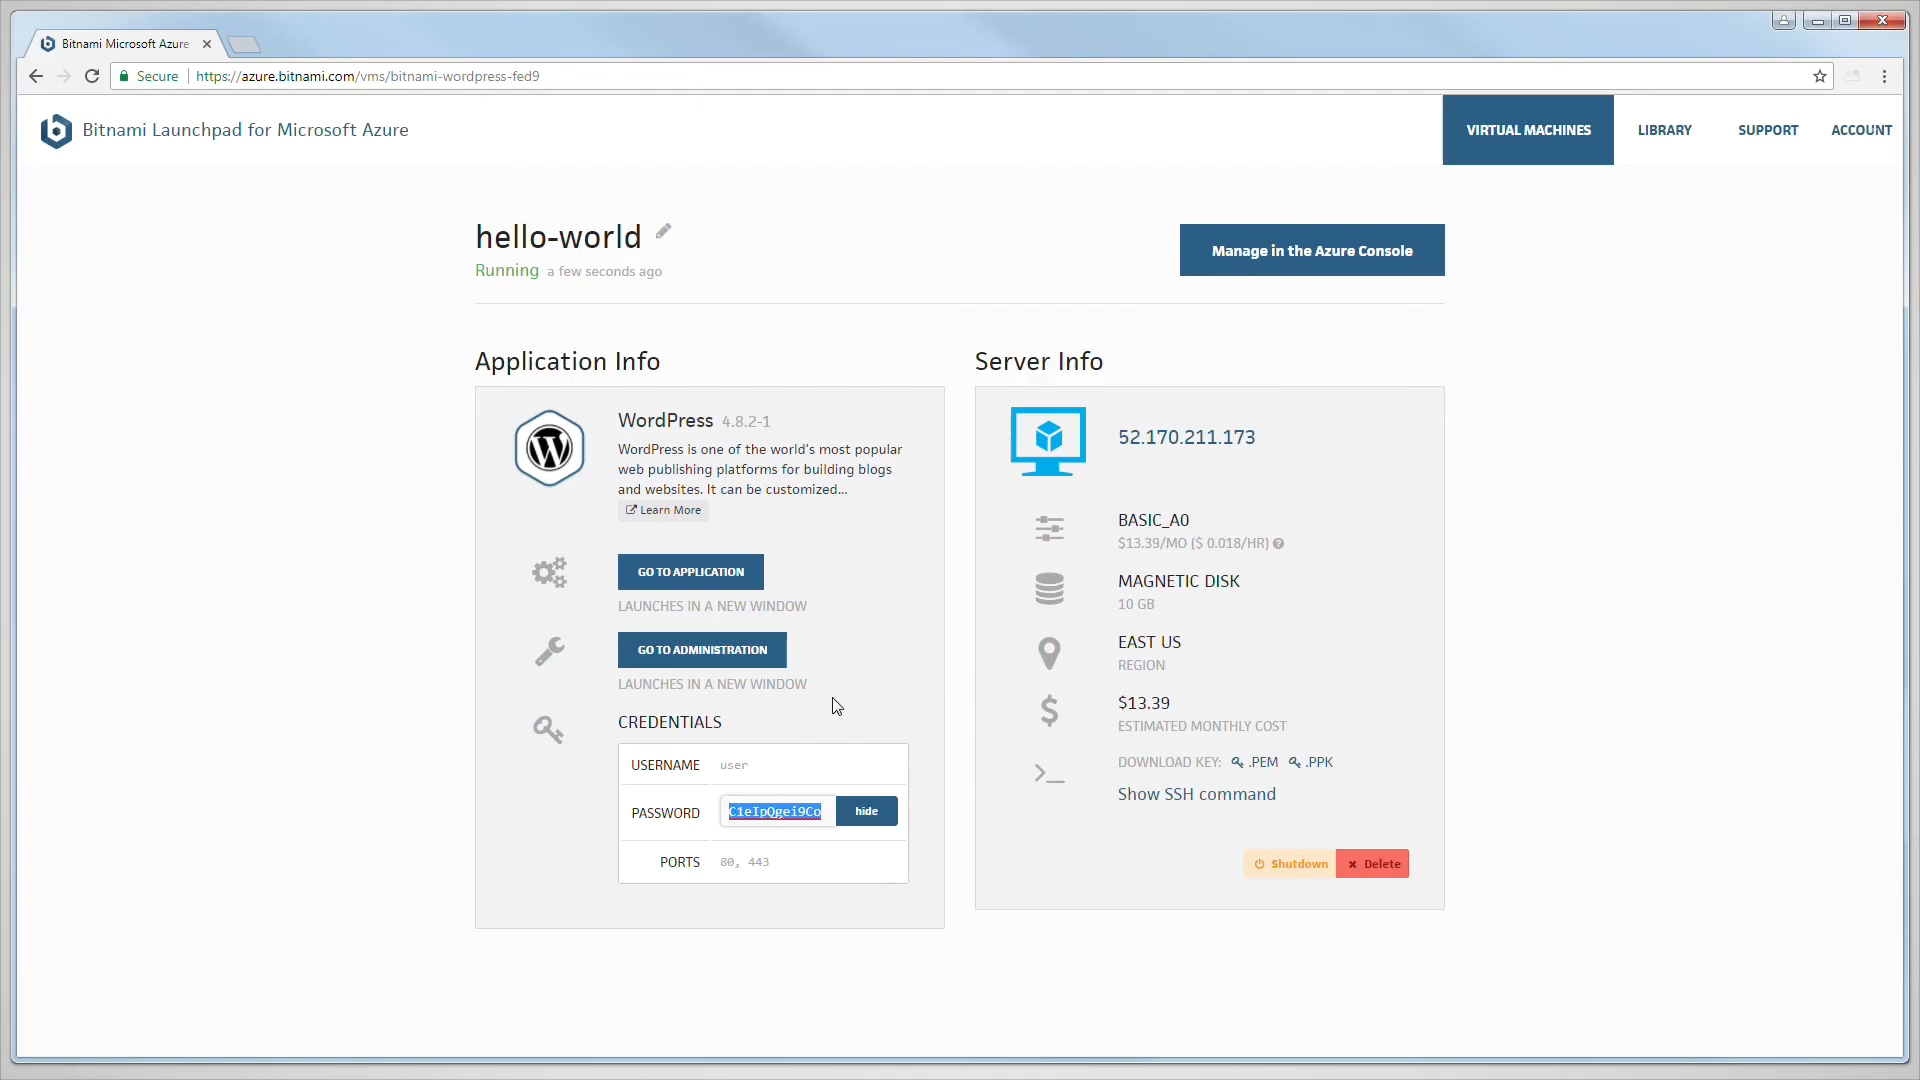 Bitnami Microsoft Azure
Secure https://azure.bitnami.com/vms/bitnami-wordpress-fed9
Bitnami Launchpad for Microsoft Azure
VIRTUAL MACHINES LIBRARY SUPPORT ACCOUNT
hello-world
Manage in the Azure Console
Running a few seconds ago
Application Info
WordPress 4.8.2-1
WordPress is one of the world's most popular
web publishing platforms for building blogs
and websites. It can be customized...
Learn More
GO TO APPLICATION
LAUNCHES IN A NEW WINDOW
GO TO ADMINISTRATION
LAUNCHES IN A NEW WINDOW
CREDENTIALS
USERNAME user
PASSWORD C1eIpQgei9Co hide
PORTS 80, 443
Server Info
52.170.211.173
BASIC_A0
$13.39/MO ($ 0.018/HR)
MAGNETIC DISK
10 GB
EAST US
REGION
$13.39
ESTIMATED MONTHLY COST
DOWNLOAD KEY: .PEM .PPK
Show SSH command
Shutdown Delete